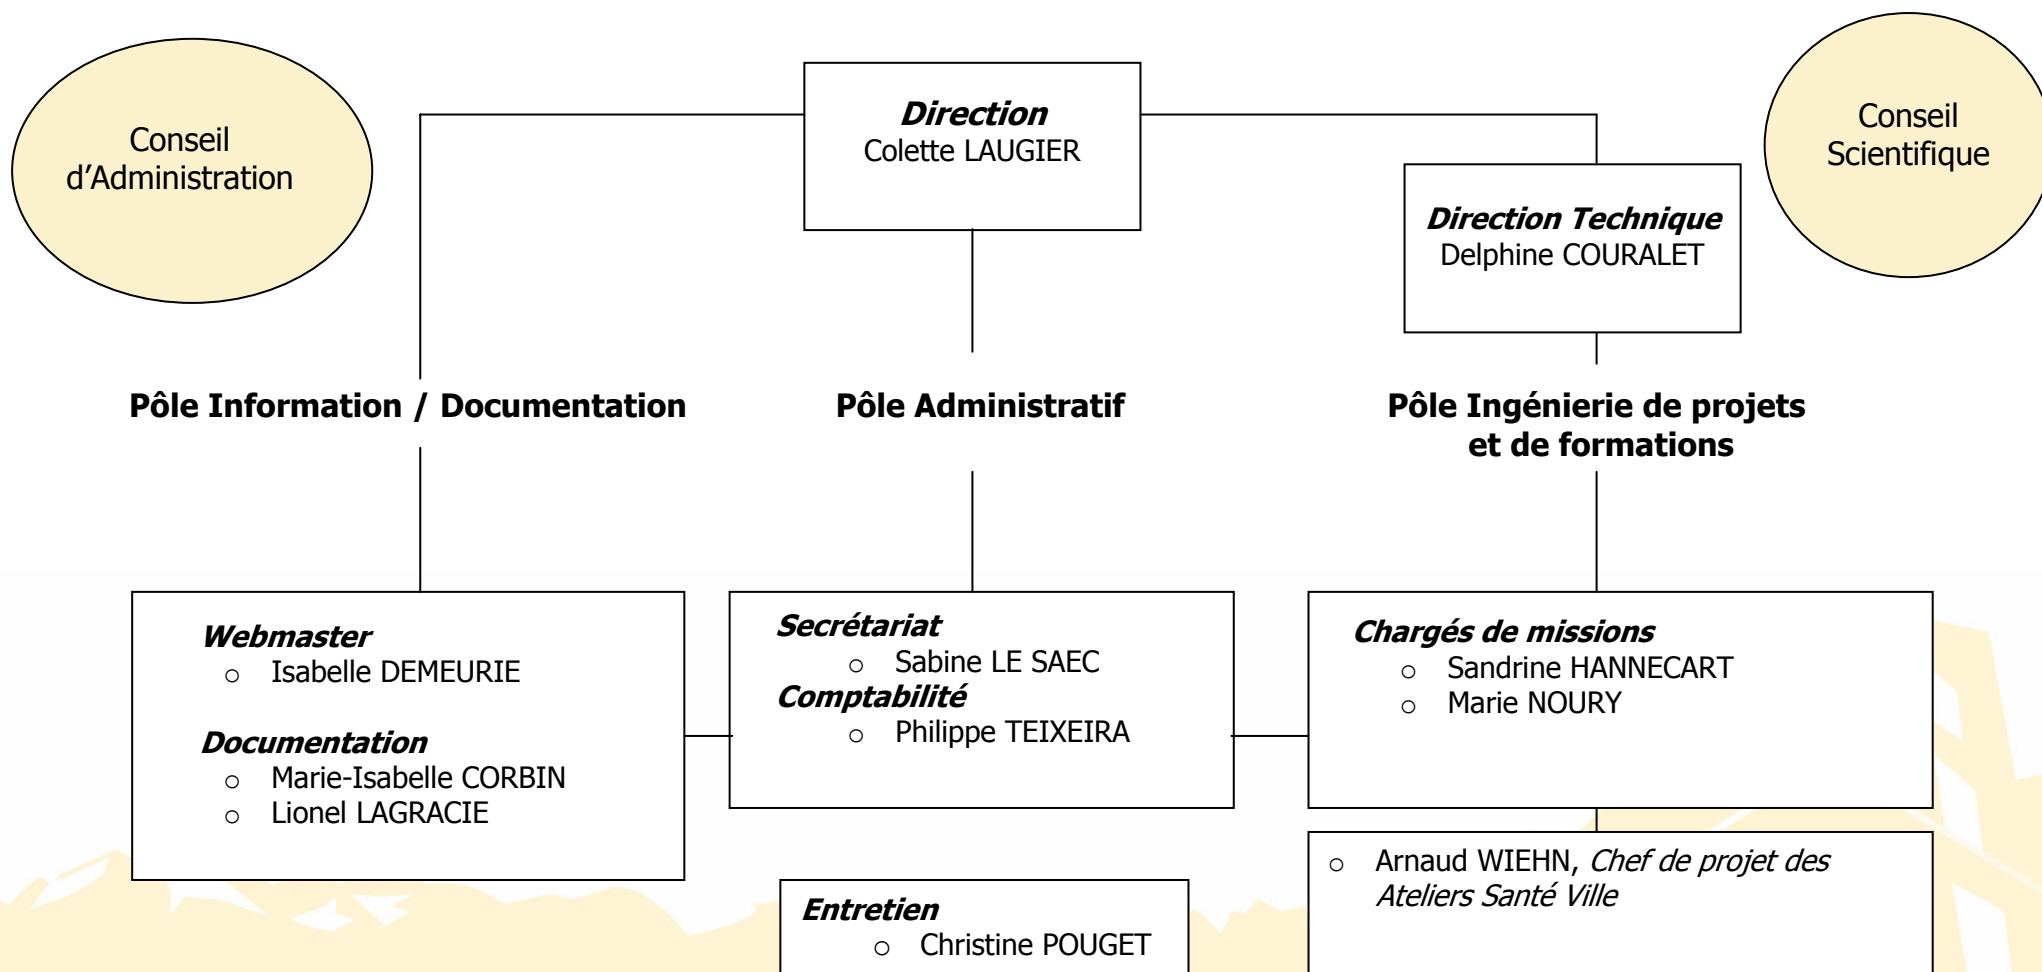 Conseil
d’Administration
Direction
Colette LAUGIER
Conseil
Scientifique
Direction Technique
Delphine COURALET
Pôle Information / Documentation
Pôle Administratif
Pôle Ingénierie de projets
et de formations
Webmaster
o Isabelle DEMEURIE
Documentation
o Marie-Isabelle CORBIN
o Lionel LAGRACIE
Secrétariat
o Sabine LE SAEC
Comptabilité
o Philippe TEIXEIRA
Chargés de missions
o Sandrine HANNECART
o Marie NOURY
o Arnaud WIEHN, Chef de projet des
Ateliers Santé Ville
Entretien
o Christine POUGET